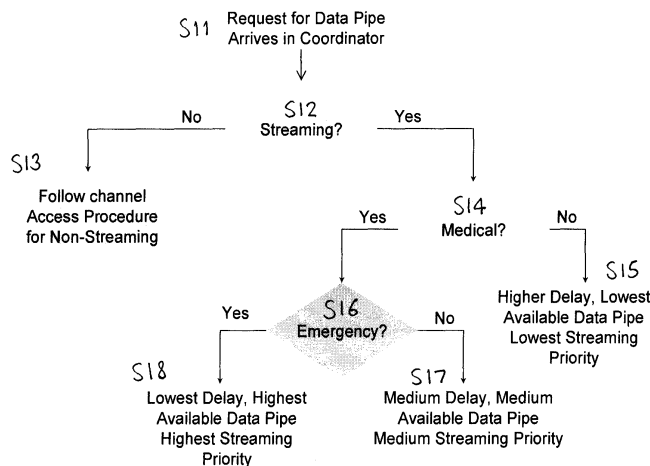 S11
Request for Data Pipe
Arrives in Coordinator
S12
No
Streaming?
Yes
S13
Follow channel
Access Procedure
for Non-Streaming
S14
Yes
Medical?
No
S15
Higher Delay, Lowest
Available Data Pipe
Lowest Streaming
Priority
S16
Yes
Emergency?
No
S18
Lowest Delay, Highest
Available Data Pipe
Highest Streaming
Priority
S17
Medium Delay, Medium
Available Data Pipe
Medium Streaming Priority